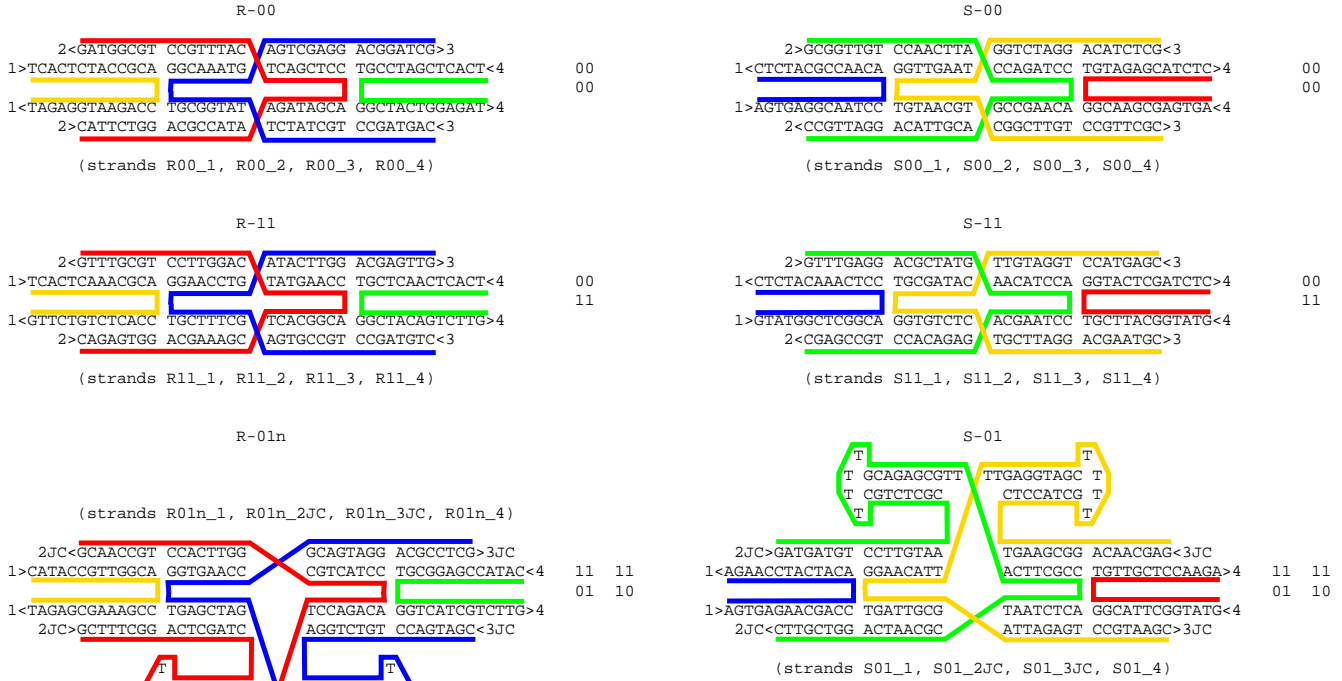 R-00
2<GATGGCGT CCGTTTAC AGTCGAGG ACGGATCG>3
1>TCACTCTACCGCA GGCAAATG TCAGCTCC TGCCTAGCTCACT<4 00
00
1<TAGAGGTAAGACC TGCGGTAT AGATAGCA GGCTACTGGAGAT>4
2>CATTCTGG ACGCCATA TCTATCGT CCGATGAC<3
(strands R00_1, R00_2, R00_3, R00_4)
S-00
2>GCGGTTGT CCAACTTA GGTCTAGG ACATCTCG<3
1<CTCTACGCCAACA GGTTGAAT CCAGATCC TGTAGAGCATCTC>4 00
00
1>AGTGAGGCAATCC TGTAACGT GCCGAACA GGCAAGCGAGTGA<4
2<CCGTTAGG ACATTGCA CGGCTTGT CCGTTCGC>3
(strands S00_1, S00_2, S00_3, S00_4)
R-11
2<GTTTGCGT CCTTGGAC ATACTTGG ACGAGTTG>3
1>TCACTCAAACGCA GGAACCTG TATGAACC TGCTCAACTCACT<4 00
11
1<GTTCTGTCTCACC TGCTTTCG TCACGGCA GGCTACAGTCTTG>4
2>CAGAGTGG ACGAAAGC AGTGCCGT CCGATGTC<3
(strands R11_1, R11_2, R11_3, R11_4)
S-11
2>GTTTGAGG ACGCTATG TTGTAGGT CCATGAGC<3
1<CTCTACAAACTCC TGCGATAC AACATCCA GGTACTCGATCTC>4 00
11
1>GTATGGCTCGGCA GGTGTCTC ACGAATCC TGCTTACGGTATG<4
2<CGAGCCGT CCACAGAG TGCTTAGG ACGAATGC>3
(strands S11_1, S11_2, S11_3, S11_4)
R-01n
(strands R01n_1, R01n_2JC, R01n_3JC, R01n_4)
2JC<GCAACCGT CCACTTGG GCAGTAGG ACGCCTCG>3JC
1>CATACCGTTGGCA GGTGAACC CGTCATCC TGCGGAGCCATAC<4 11 11
01 10
1<TAGAGCGAAAGCC TGAGCTAG TCCAGACA GGTCATCGTCTTG>4
2JC>GCTTTCGG ACTCGATC AGGTCTGT CCAGTAGC<3JC
T T
S-01
T T
T GCAGAGCGTT TTGAGGTAGC T
T CGTCTCGC CTCCATCG T
T T
2JC>GATGATGT CCTTGTAA TGAAGCGG ACAACGAG<3JC
1<AGAACCTACTACA GGAACATT ACTTCGCC TGTTGCTCCAAGA>4 11 11
01 10
1>AGTGAGAACGACC TGATTGCG TAATCTCA GGCATTCGGTATG<4
2JC<CTTGCTGG ACTAACGC ATTAGAGT CCGTAAGC>3JC
(strands S01_1, S01_2JC, S01_3JC, S01_4)